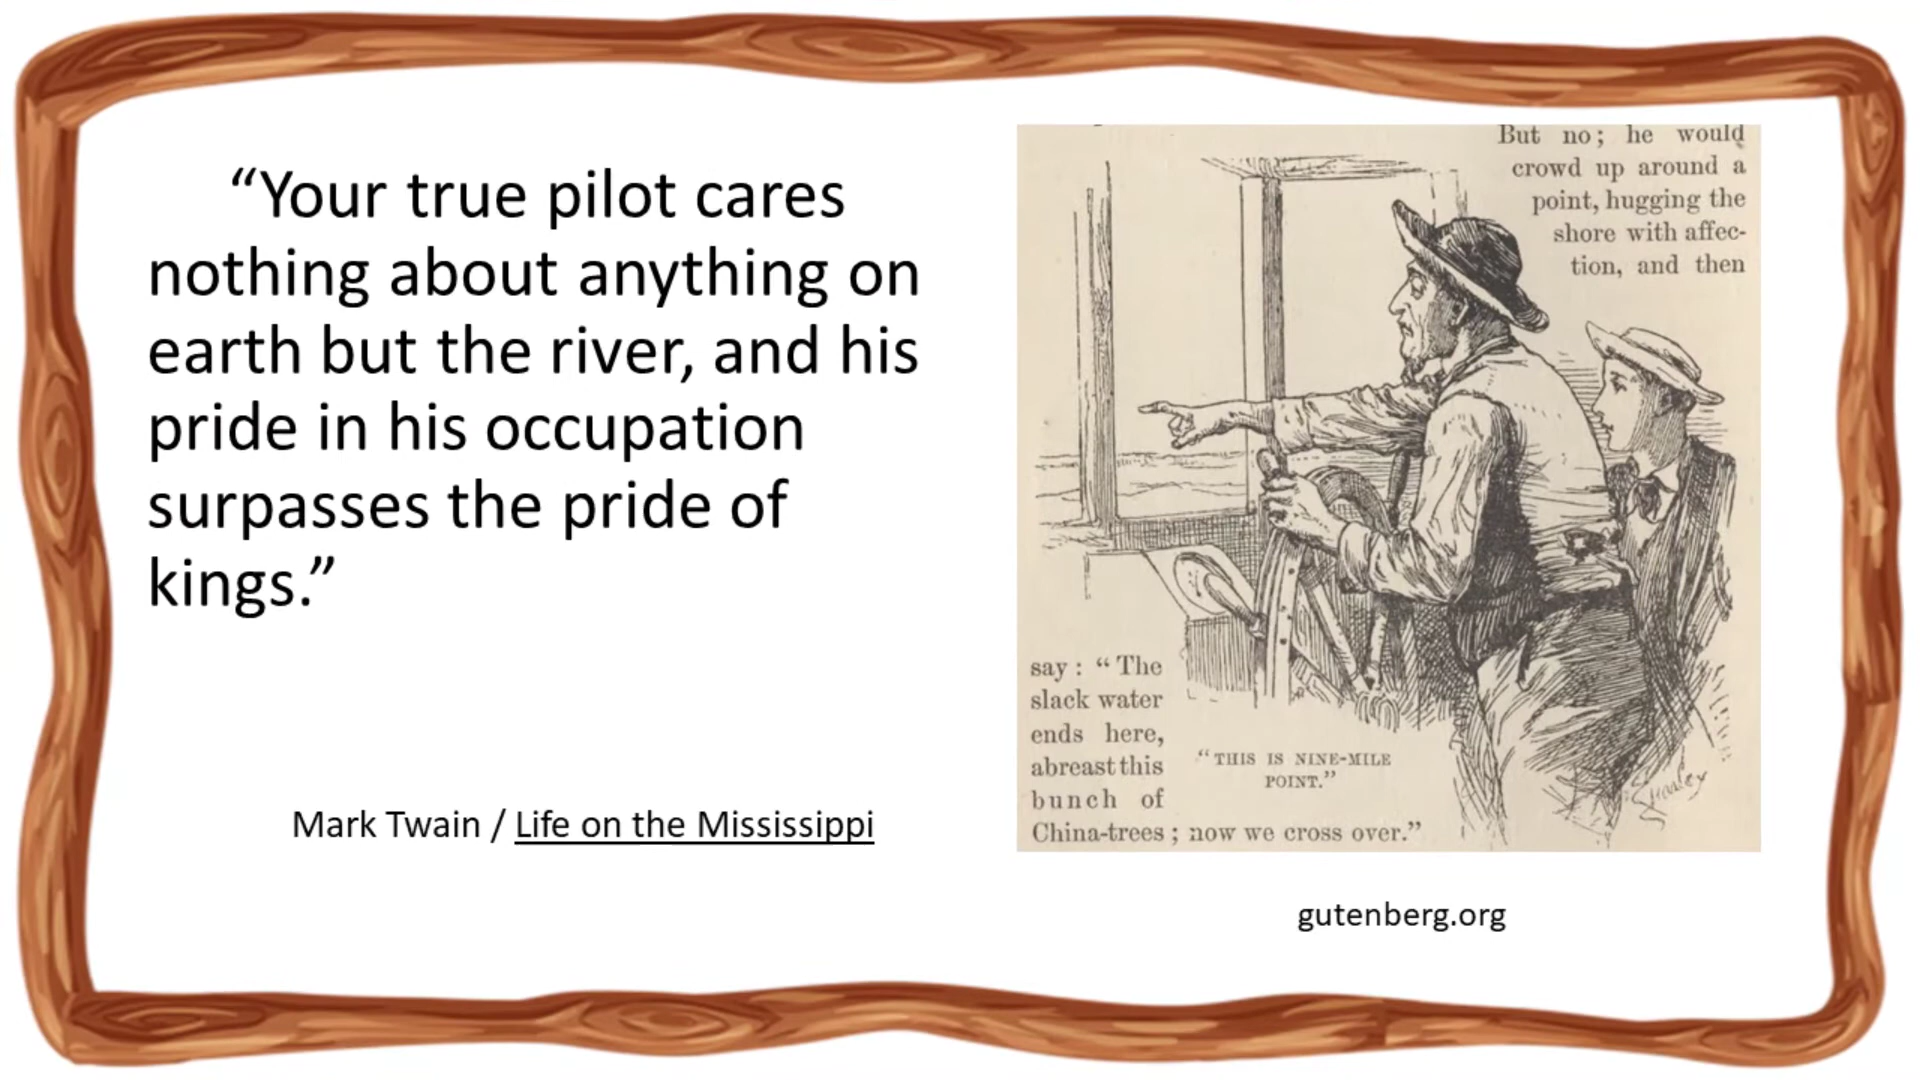 “Your true pilot cares
nothing about anything on
earth but the river, and his
pride in his occupation
surpasses the pride of
kings.”
Mark Twain / Life on the Mississippi
But no; he would
crowd up around a
point, hugging the
shore with affec-
tion, and then
say: “The
slack water
ends here,
abreast this
bunch of
China-trees; now we cross over.”
“THIS IS NINE-MILE
POINT.”
gutenberg.org